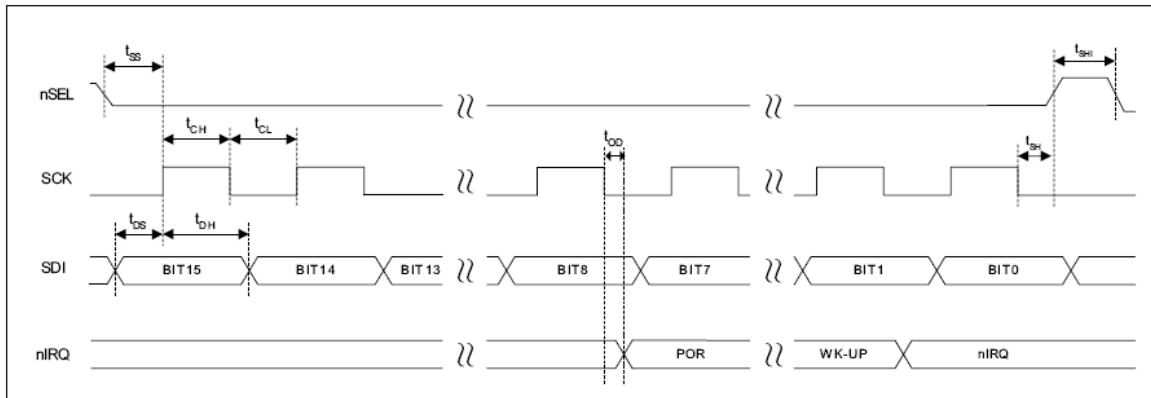 tSS
tSHI
nSEL
tCH
tCL
tOD
tSH
SCK
tDS
tDH
SDI
BIT15
BIT14
BIT13
BIT8
BIT7
BIT1
BIT0
nIRQ
POR
WK-UP
nIRQ